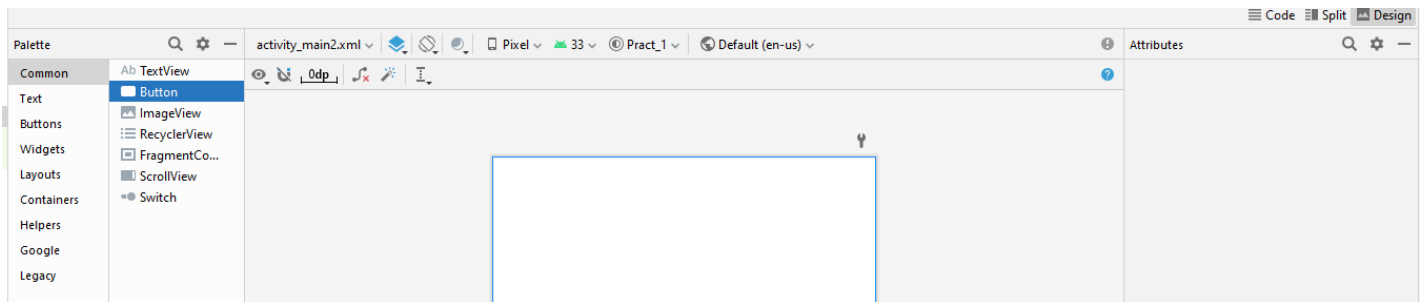 Code Split Design
Palette
activity_main2.xml Pixel 33 Pract_1 Default (en-us)
Attributes
Common
Text
Buttons
Widgets
Layouts
Containers
Helpers
Google
Legacy
Ab TextView
Button
ImageView
RecyclerView
FragmentCo...
ScrollView
Switch
0dp